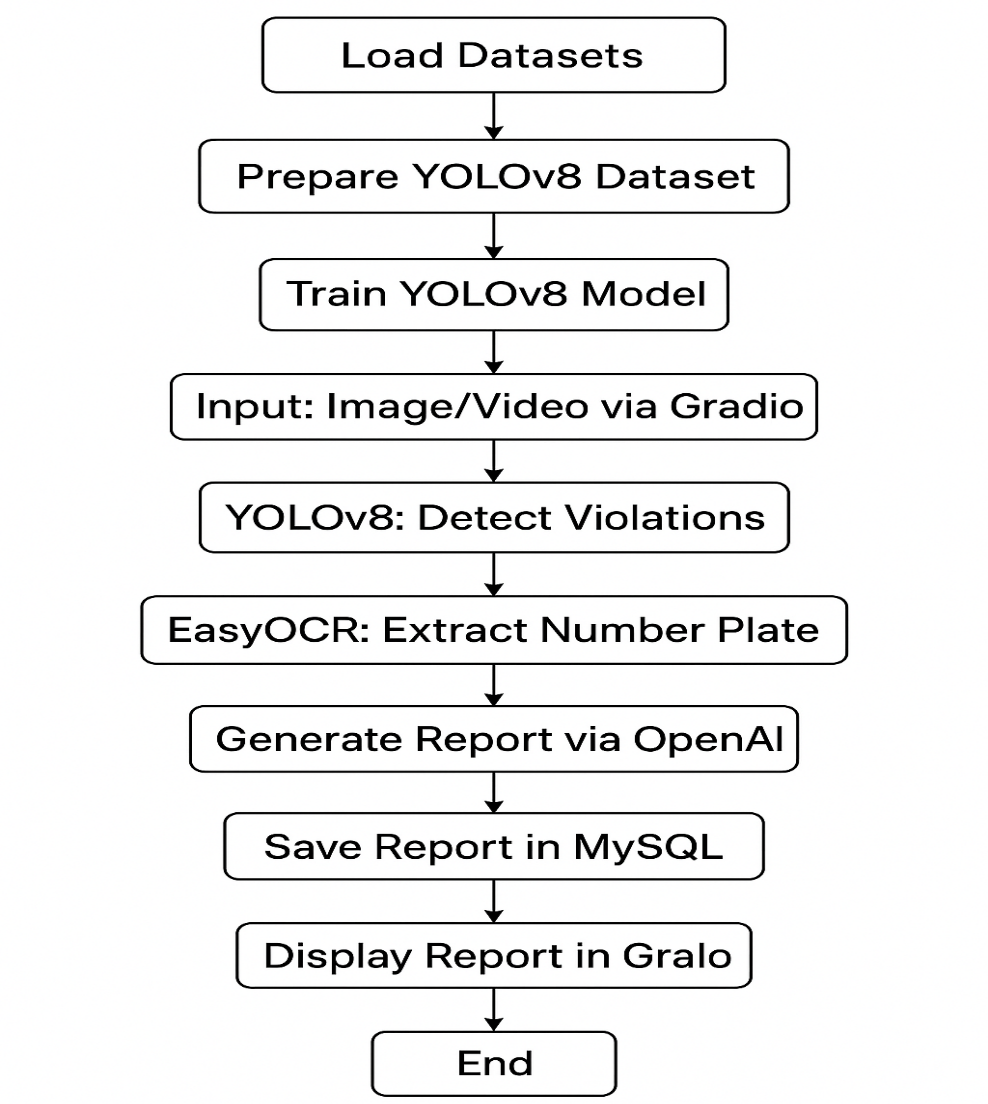 Load Datasets
Prepare YOLOv8 Dataset
Train YOLOv8 Model
Input: Image/Video via Gradio
YOLOv8: Detect Violations
EasyOCR: Extract Number Plate
Generate Report via OpenAI
Save Report in MySQL
Display Report in Gralo
End